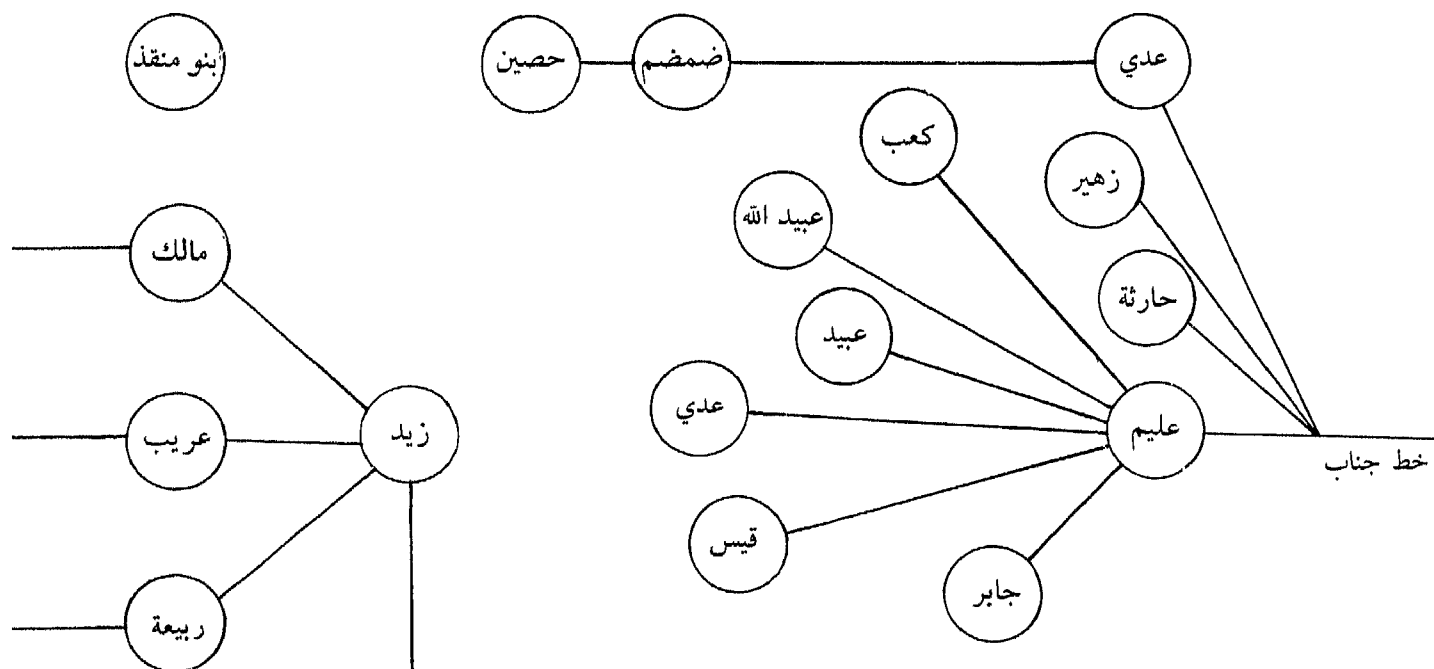 عدي
ضمضم
حصين
بنو منقذ
كعب
زهير
عبيد الله
مالك
حارثة
عبيد
عدي
عليم
زيد
عريب
خط جناب
قيس
جابر
ربيعة